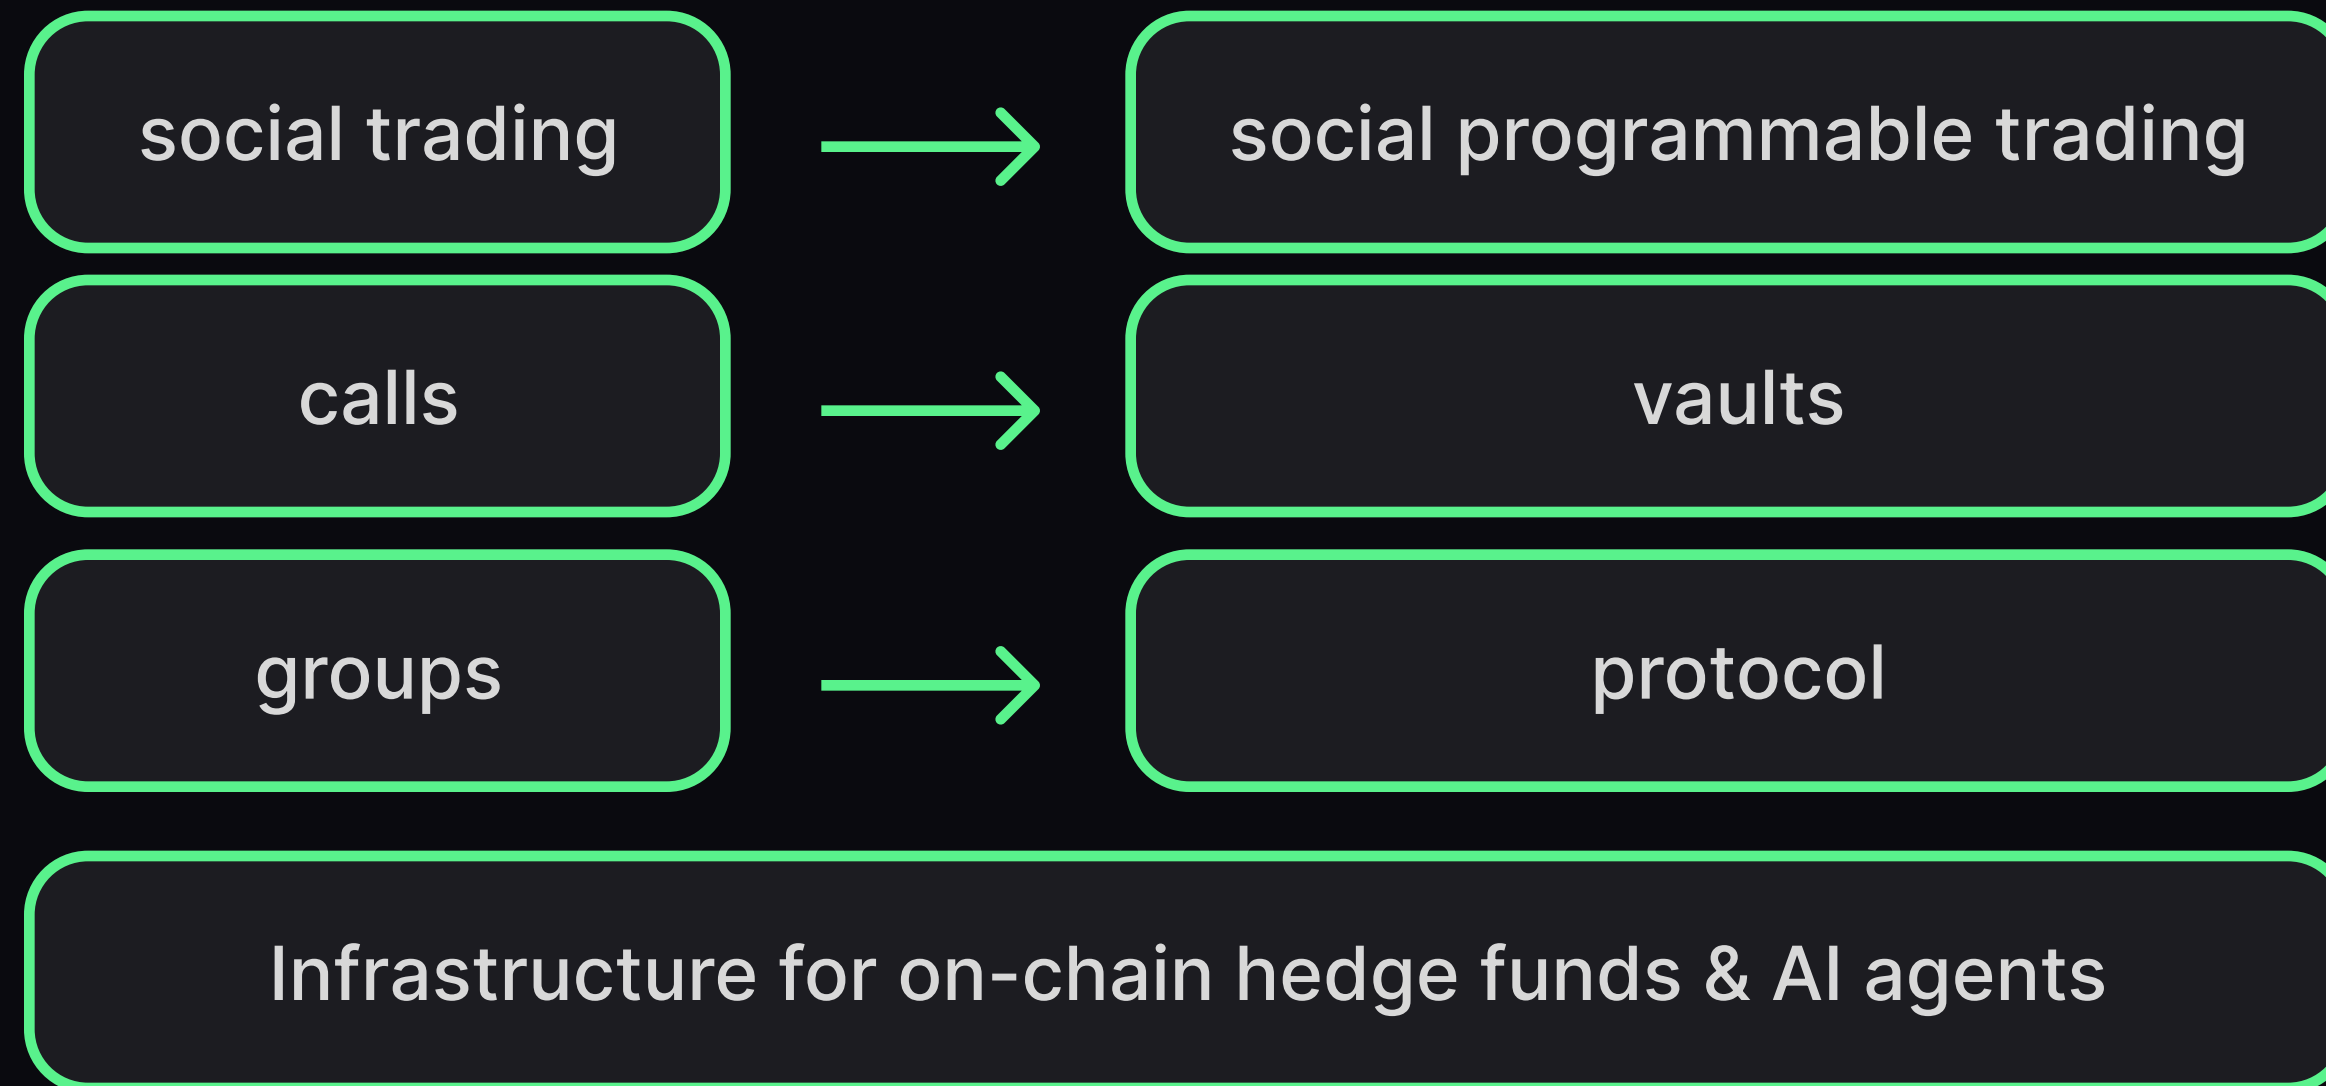 social trading
social programmable trading
calls
vaults
groups
protocol
Infrastructure for on-chain hedge funds & AI agents